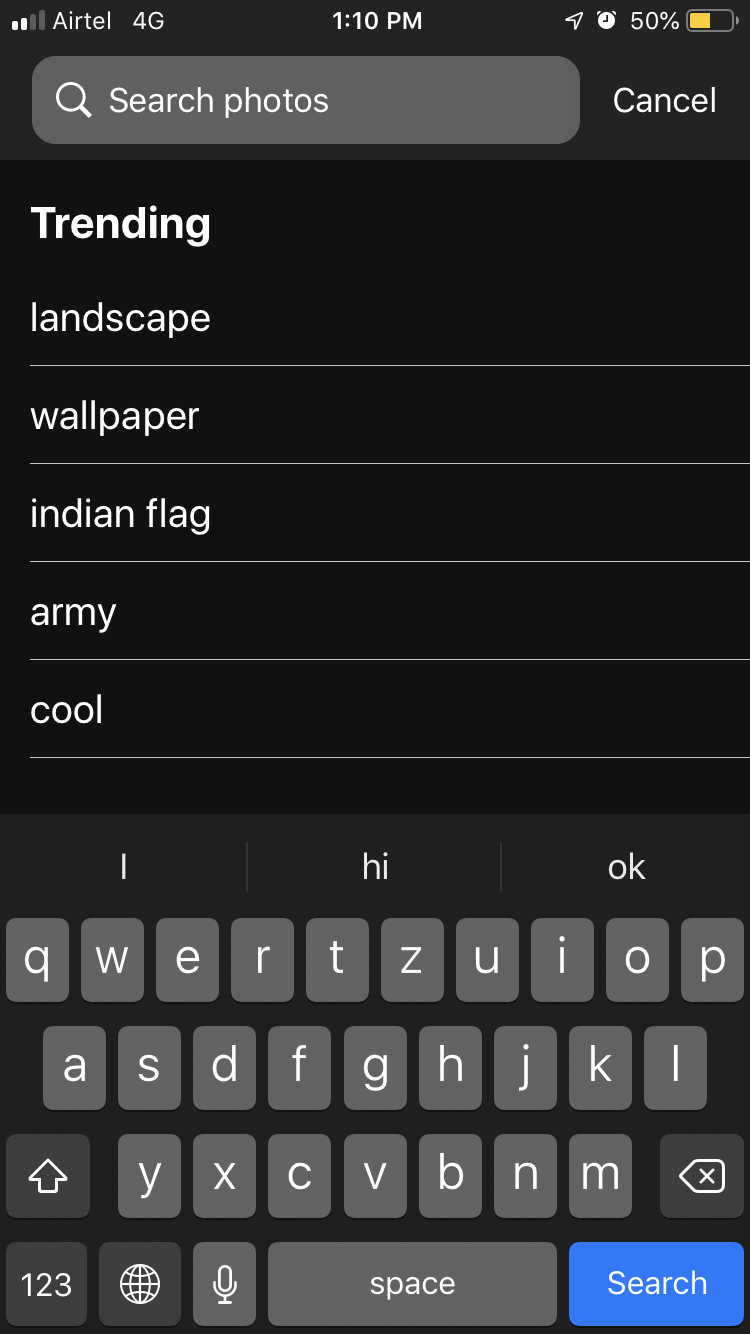 Airtel 4G 1:10 PM 50%
Search photos Cancel
Trending
landscape
wallpaper
indian flag
army
cool
I hi ok
q w e r t z u i o p
a s d f g h j k l
y x c v b n m
123 space Search